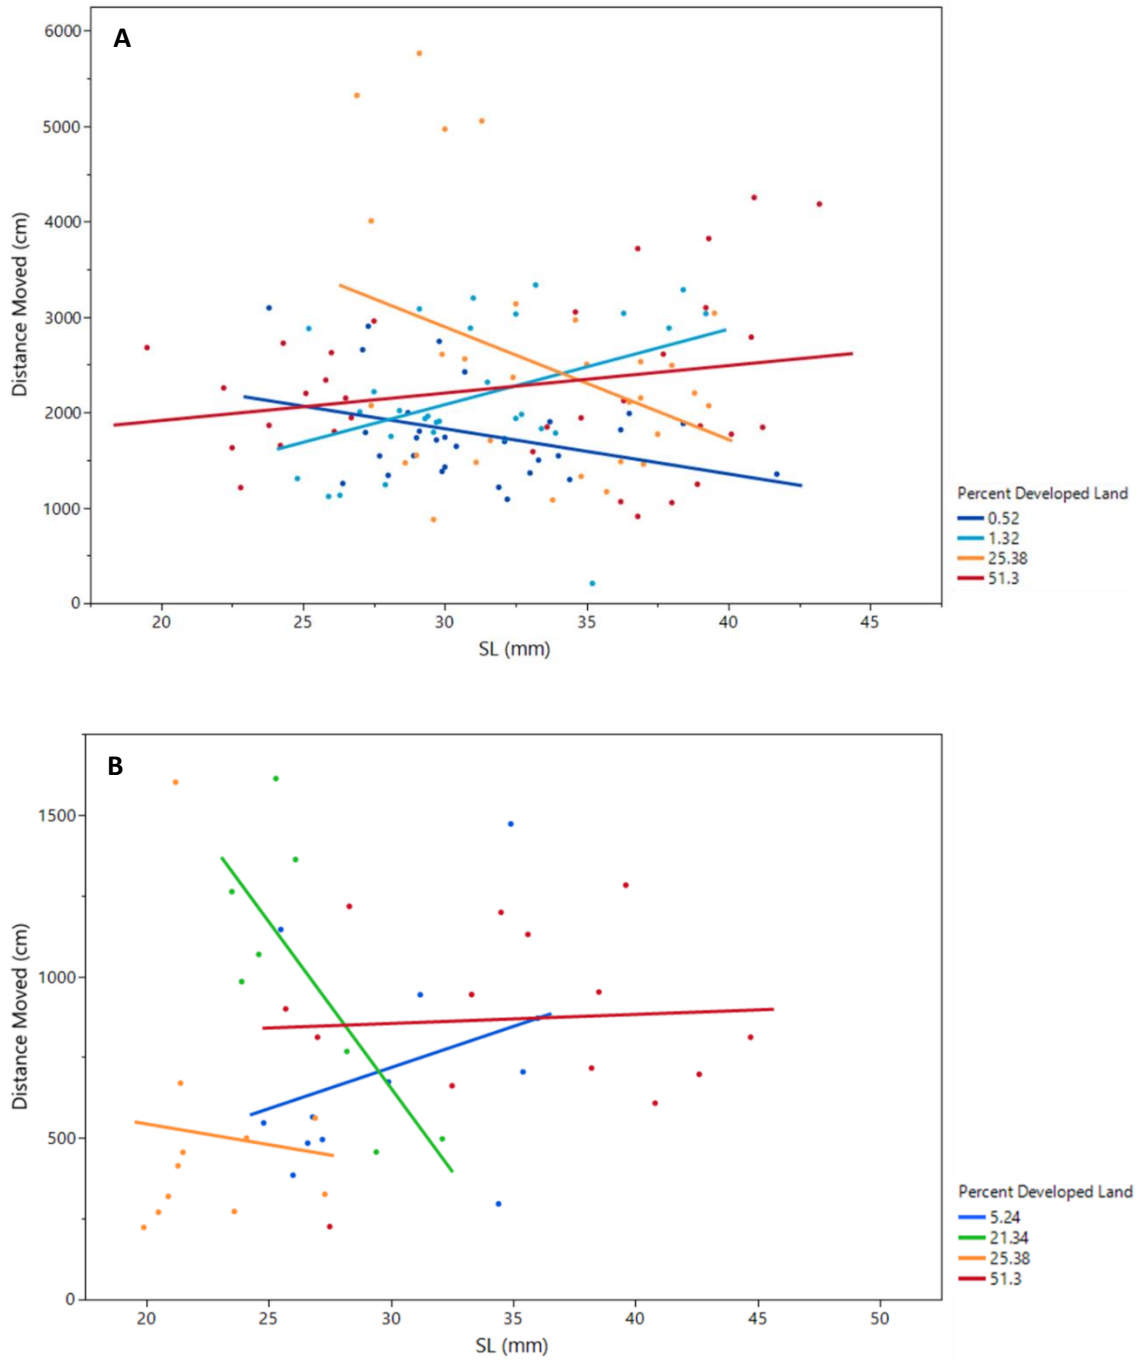 A
6000
5000
4000
3000
2000
1000
0
Distance Moved (cm)
20 25 30 35 40 45
SL (mm)
Percent Developed Land
0.52
1.32
25.38
51.3
B
1500
1000
500
0
Distance Moved (cm)
20 25 30 35 40 45 50
SL (mm)
Percent Developed Land
5.24
21.34
25.38
51.3